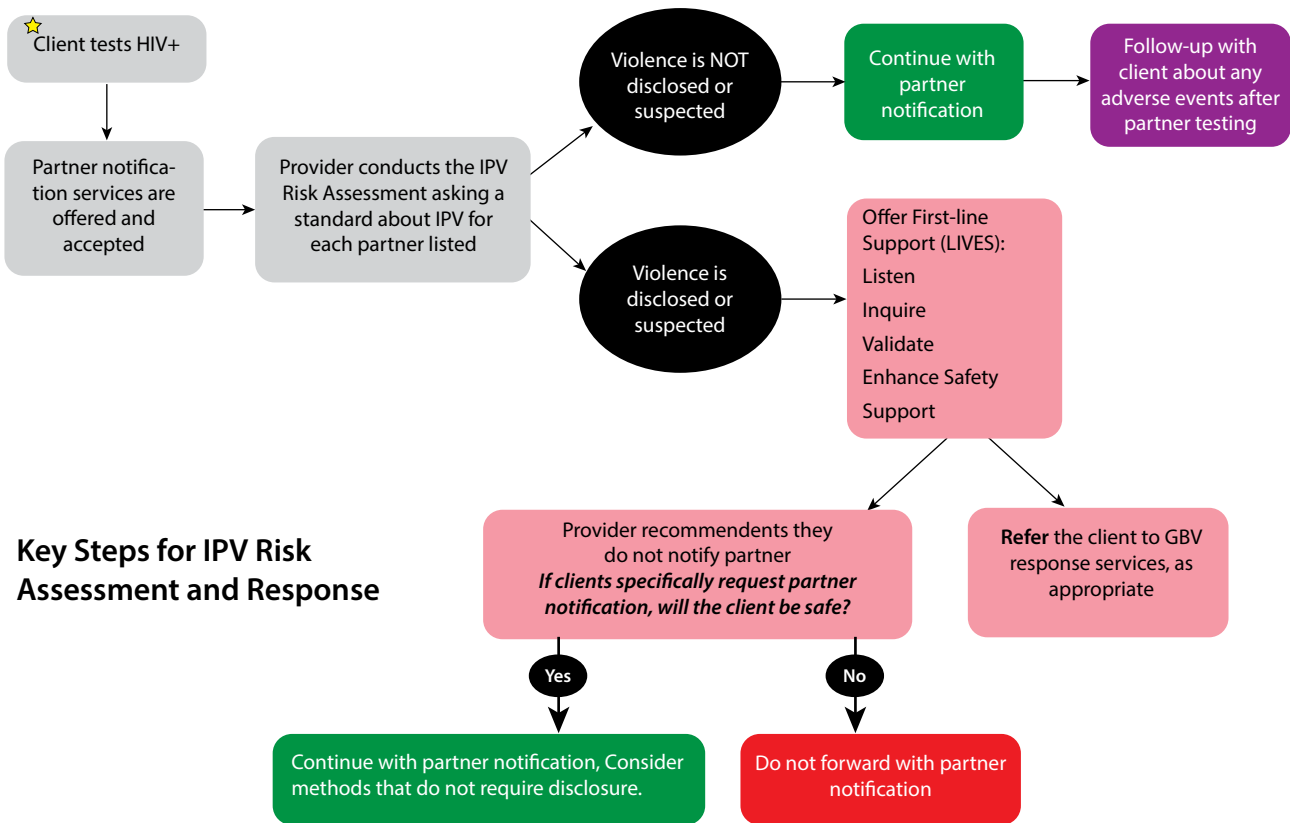 Client tests HIV+
Partner notifica-
tion services are
offered and
accepted
Provider conducts the IPV
Risk Assessment asking a
standard about IPV for
each partner listed
Violence is NOT
disclosed or
suspected
Continue with
partner
notification
Follow-up with
client about any
adverse events after
partner testing
Violence is
disclosed or
suspected
Offer First-line
Support (LIVES):
Listen
Inquire
Validate
Enhance Safety
Support
Key Steps for IPV Risk
Assessment and Response
Provider recommendents they
do not notify partner
If clients specifically request partner
notification, will the client be safe?
Refer the client to GBV
response services, as
appropriate
Yes
No
Continue with partner notification, Consider
methods that do not require disclosure.
Do not forward with partner
notification